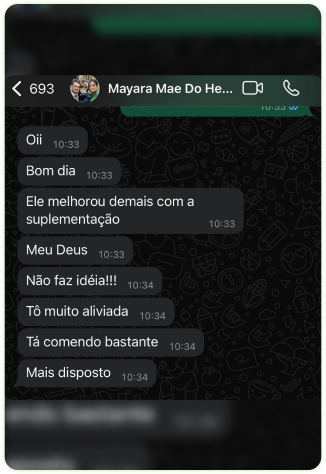 693
Mayara Mae Do He...
10:33
Oii 10:33
Bom dia 10:33
Ele melhorou demais com a
suplementação 10:33
Meu Deus 10:33
Não faz idéia!!! 10:34
Tô muito aliviada 10:34
Tá comendo bastante 10:34
Mais disposto 10:34